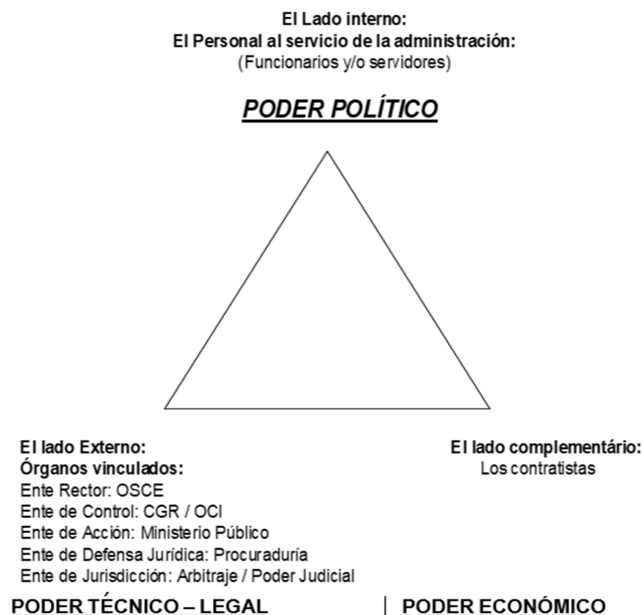 El Lado interno:
El Personal al servicio de la administración:
(Funcionarios y/o servidores)
PODER POLÍTICO
El lado Externo:
Órganos vinculados:
Ente Rector: OSCE
Ente de Control: CGR / OCI
Ente de Acción: Ministerio Público
Ente de Defensa Jurídica: Procuraduría
Ente de Jurisdicción: Arbitraje / Poder Judicial
PODER TÉCNICO – LEGAL
El lado complementário:
Los contratistas
PODER ECONÓMICO